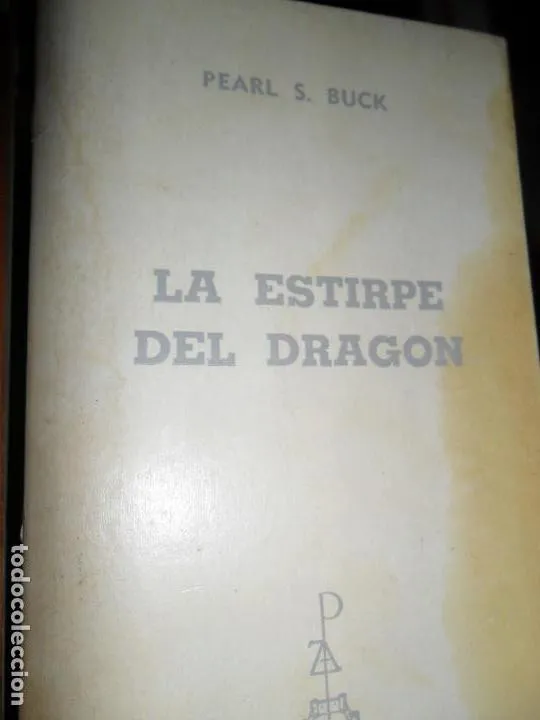 PEARL S. BUCK
LA ESTIRPE
DEL DRAGON
P
Z A
todocoleccion